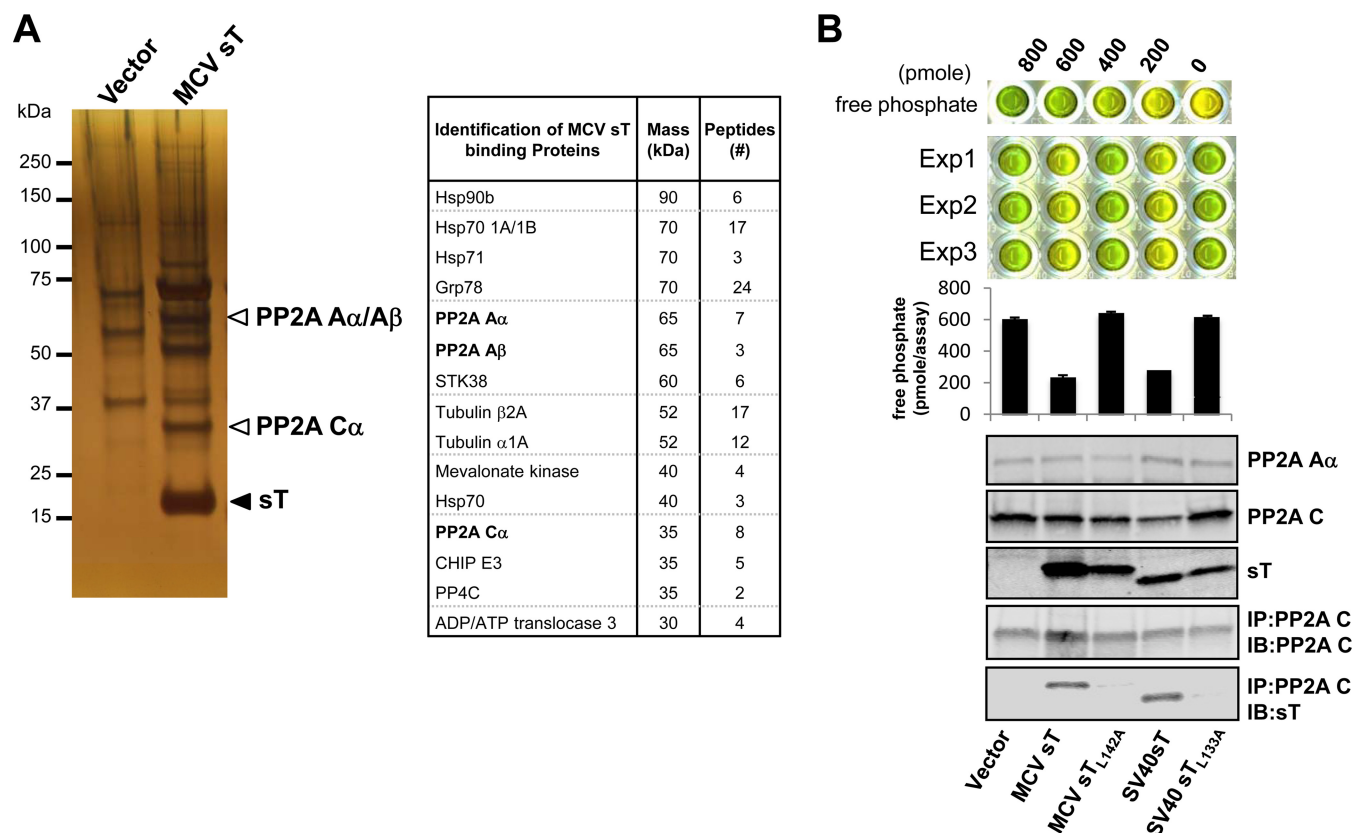 A
Vector
MCV sT
kDa
250
150
100
75
50
37
25
15
PP2A Aα/Aβ
PP2A Cα
sT
Identification of MCV sT binding Proteins Mass (kDa) Peptides (#)
Hsp90b 90 6
Hsp70 1A/1B 70 17
Hsp71 70 3
Grp78 70 24
PP2A Aα 65 7
PP2A Aβ 65 3
STK38 60 6
Tubulin β2A 52 17
Tubulin α1A 52 12
Mevalonate kinase 40 4
Hsp70 40 3
PP2A Cα 35 8
CHIP E3 35 5
PP4C 35 2
ADP/ATP translocase 3 30 4
B
(pmole) 800 600 400 200 0
free phosphate
Exp1
Exp2
Exp3
free phosphate
(pmole/assay)
800
600
400
200
0
PP2A Aα
PP2A C
sT
IP:PP2A C
IB:PP2A C
IP:PP2A C
IB:sT
Vector
MCV sT
MCV sTL142A
SV40sT
SV40 sTL133A